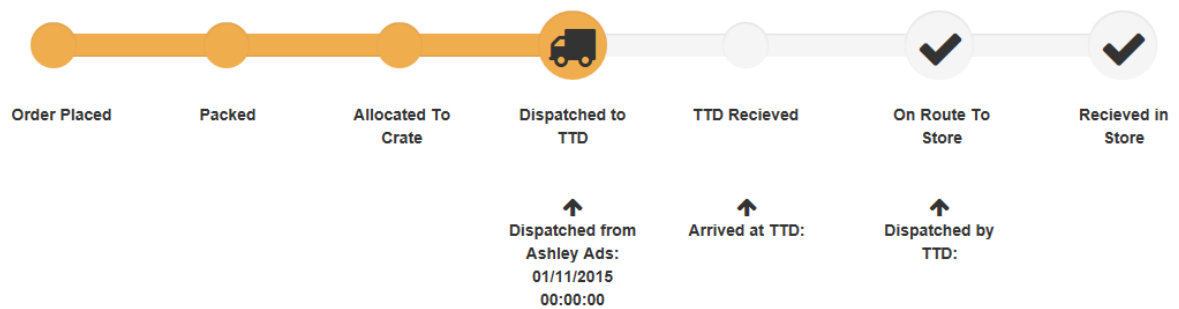 Order Placed
Packed
Allocated To
Crate
Dispatched to
TTD
TTD Recieved
On Route To
Store
Recieved in
Store
Dispatched from
Ashley Ads:
01/11/2015
00:00:00
Arrived at TTD:
Dispatched by
TTD: